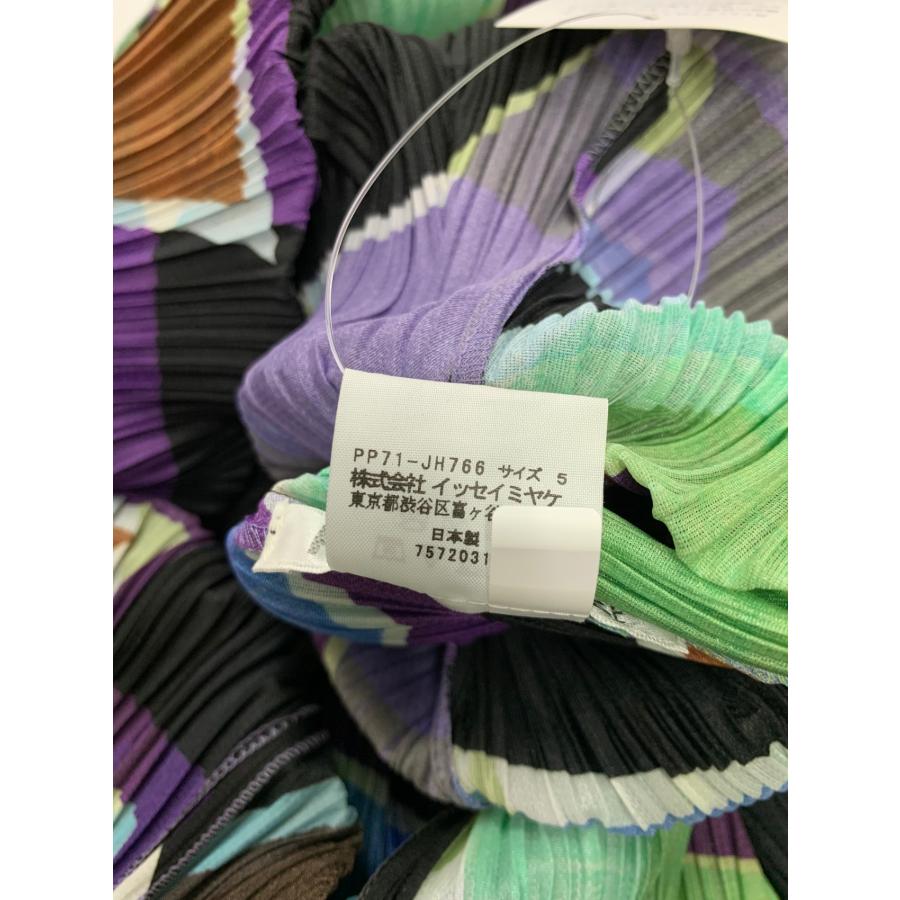 PP71-JH766 サイズ 5
株式会社 イッセイミヤケ
東京都渋谷区富ヶ谷
日本製
7572031